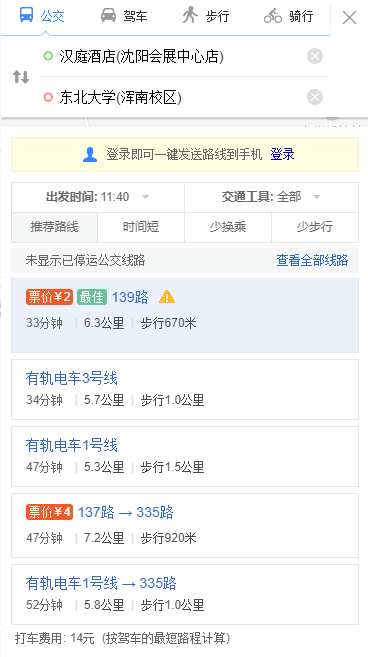 公交 驾车 步行 骑行
汉庭酒店(沈阳会展中心店)
东北大学(浑南校区)
登录即可一键发送路线到手机 登录
出发时间: 11:40 交通工具: 全部
推荐路线 时间短 少换乘 少步行
未显示已停运公交线路 查看全部线路
票价¥2 最佳 139路
33分钟 | 6.3公里 | 步行670米
有轨电车3号线
34分钟 | 5.7公里 | 步行1.0公里
有轨电车1号线
47分钟 | 5.3公里 | 步行1.5公里
票价¥4 137路 → 335路
47分钟 | 7.2公里 | 步行920米
有轨电车1号线 → 335路
52分钟 | 5.8公里 | 步行1.0公里
打车费用: 14元（按驾车的最短路程计算）